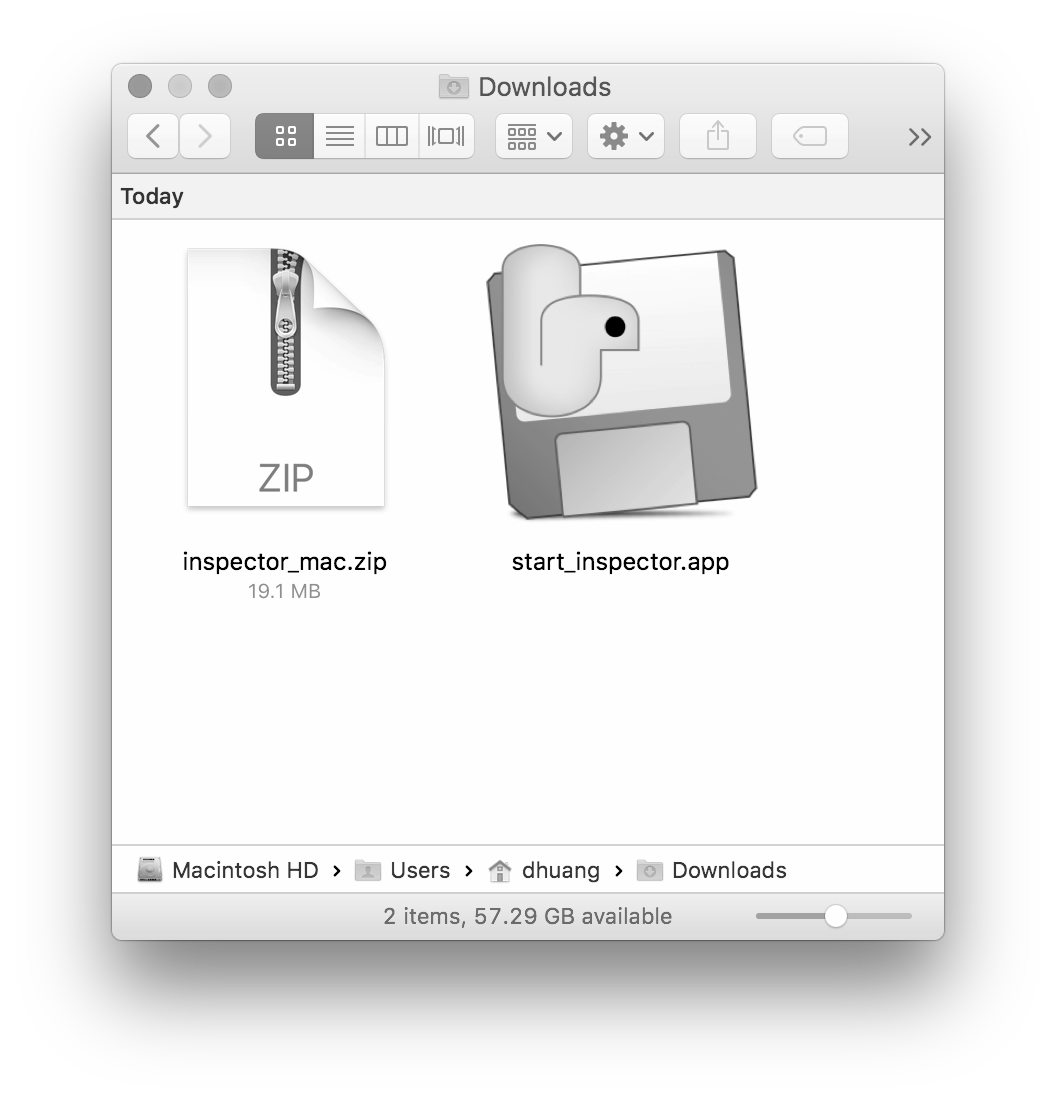 Downloads
Today
ZIP
inspector_mac.zip
19.1 MB
start_inspector.app
Macintosh HD › Users › dhuang › Downloads
2 items, 57.29 GB available